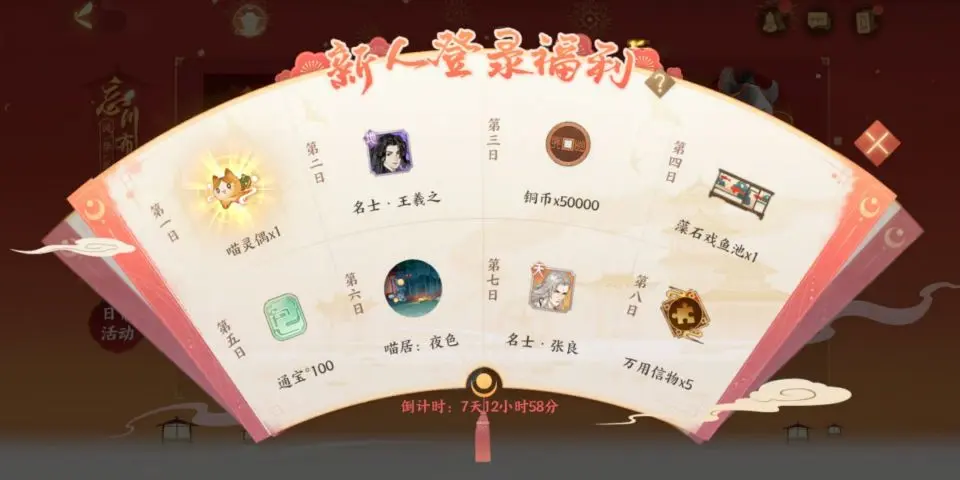 新人登录福利
?
第一日
喵灵偶x1
第二日
名士·王羲之
第三日
铜币x50000
第四日
藻石戏鱼池x1
第五日
通宝*100
第六日
喵居：夜色
第七日
天
名士·张良
第八日
万用信物x5
倒计时：7天12小时58分
忘川
活动